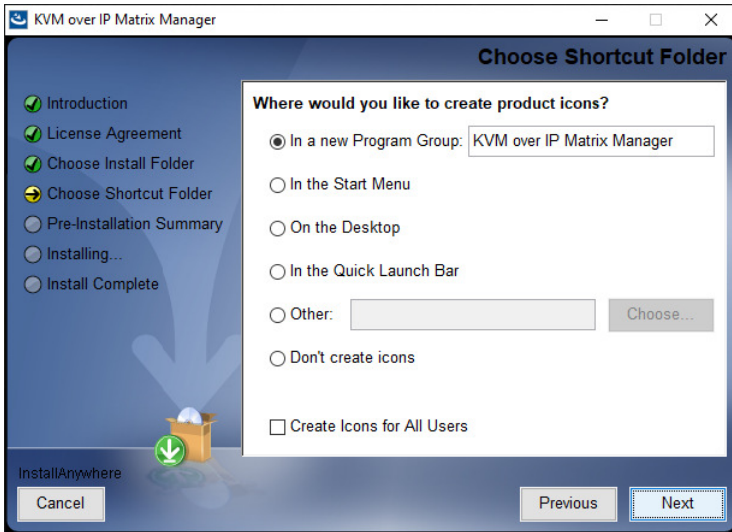 KVM over IP Matrix Manager
Choose Shortcut Folder
Introduction
License Agreement
Choose Install Folder
Choose Shortcut Folder
Pre-Installation Summary
Installing...
Install Complete
Where would you like to create product icons?
In a new Program Group: KVM over IP Matrix Manager
In the Start Menu
On the Desktop
In the Quick Launch Bar
Other: Choose...
Don't create icons
Create Icons for All Users
InstallAnywhere
Cancel Previous Next